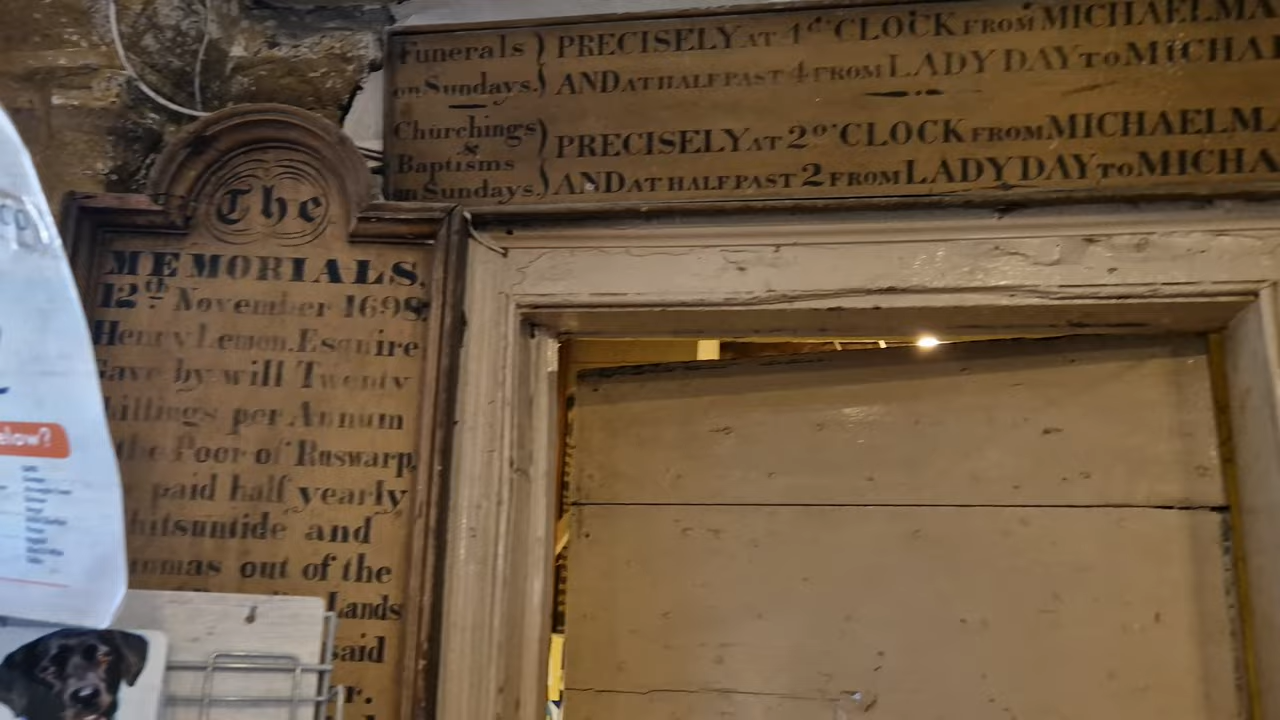 Funerals } PRECISELY AT 4 o'CLOCK FROM MICHAELMA
on Sundays. } AND AT HALF PAST 4 FROM LADY DAY TO MICHAE
Churchings
&
Baptisms
on Sundays. } PRECISELY AT 2 o'CLOCK FROM MICHAELMA
AND AT HALF PAST 2 FROM LADY DAY TO MICHA
The
MEMORIALS,
12th November 1698;
Henry Lemon. Esquire
Gave by will Twenty
hillings per Annum
the Poor of Ruswarp,
paid half yearly
hitsuntide and
mas out of the
Lands
said
r.
elow?